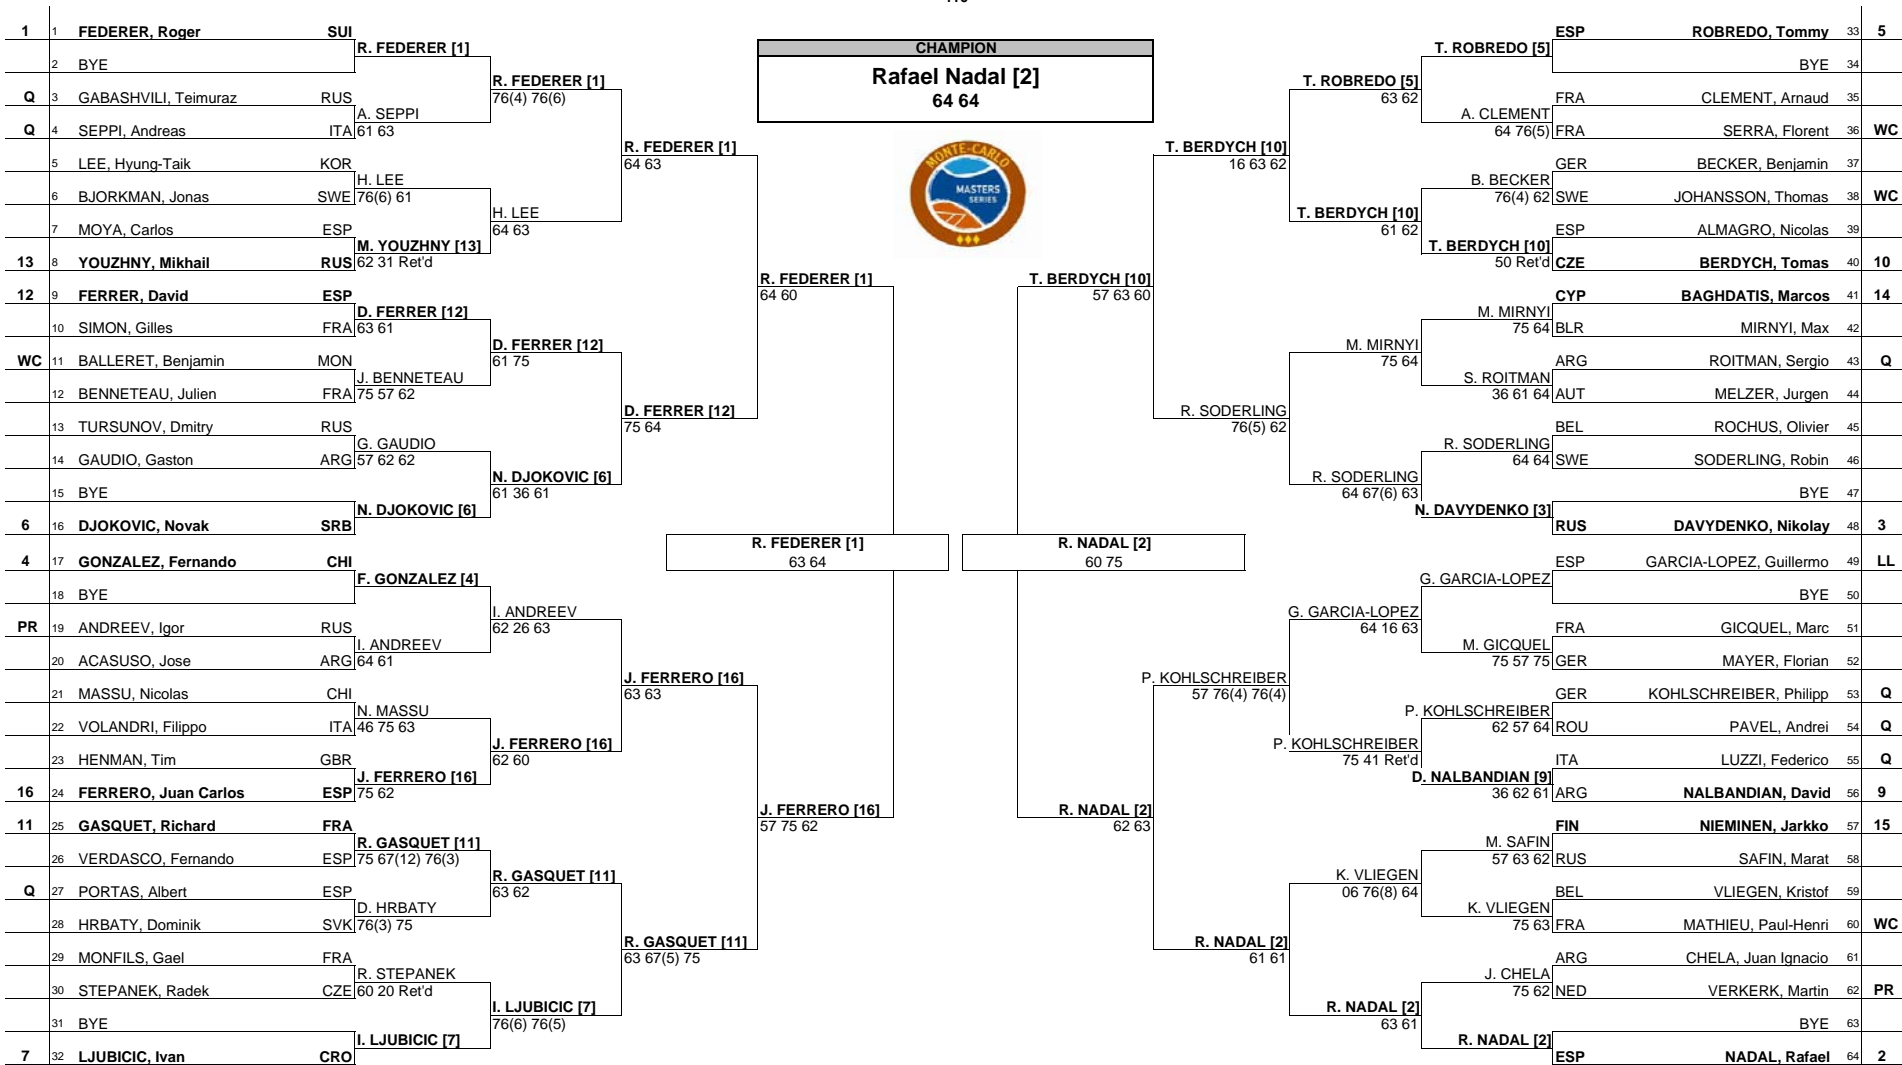 CHAMPION
Rafael Nadal [2]
64 64
MONTE-CARLO
MASTERS
SERIES
1 1 FEDERER, Roger SUI
2 BYE
Q 3 GABASHVILI, Teimuraz RUS
Q 4 SEPPI, Andreas ITA
5 LEE, Hyung-Taik KOR
6 BJORKMAN, Jonas SWE
7 MOYA, Carlos ESP
13 8 YOUZHNY, Mikhail RUS
12 9 FERRER, David ESP
10 SIMON, Gilles FRA
WC 11 BALLERET, Benjamin MON
12 BENNETEAU, Julien FRA
13 TURSUNOV, Dmitry RUS
14 GAUDIO, Gaston ARG
15 BYE
6 16 DJOKOVIC, Novak SRB
4 17 GONZALEZ, Fernando CHI
18 BYE
PR 19 ANDREEV, Igor RUS
20 ACASUSO, Jose ARG
21 MASSU, Nicolas CHI
22 VOLANDRI, Filippo ITA
23 HENMAN, Tim GBR
16 24 FERRERO, Juan Carlos ESP
11 25 GASQUET, Richard FRA
26 VERDASCO, Fernando ESP
Q 27 PORTAS, Albert ESP
28 HRBATY, Dominik SVK
29 MONFILS, Gael FRA
30 STEPANEK, Radek CZE
31 BYE
7 32 LJUBICIC, Ivan CRO
R. FEDERER [1]
A. SEPPI
61 63
H. LEE
76(6) 61
M. YOUZHNY [13]
62 31 Ret'd
D. FERRER [12]
63 61
J. BENNETEAU
75 57 62
G. GAUDIO
57 62 62
N. DJOKOVIC [6]
F. GONZALEZ [4]
I. ANDREEV
64 61
N. MASSU
46 75 63
J. FERRERO [16]
75 62
R. GASQUET [11]
75 67(12) 76(3)
D. HRBATY
76(3) 75
R. STEPANEK
60 20 Ret'd
I. LJUBICIC [7]
R. FEDERER [1]
76(4) 76(6)
H. LEE
64 63
D. FERRER [12]
61 75
N. DJOKOVIC [6]
61 36 61
I. ANDREEV
62 26 63
J. FERRERO [16]
62 60
R. GASQUET [11]
63 62
I. LJUBICIC [7]
76(6) 76(5)
R. FEDERER [1]
64 63
D. FERRER [12]
75 64
J. FERRERO [16]
63 63
R. GASQUET [11]
63 67(5) 75
R. FEDERER [1]
64 60
J. FERRERO [16]
57 75 62
R. FEDERER [1]
63 64
R. NADAL [2]
60 75
T. BERDYCH [10]
57 63 60
R. NADAL [2]
62 63
T. BERDYCH [10]
16 63 62
R. SODERLING
76(5) 62
P. KOHLSCHREIBER
57 76(4) 76(4)
R. NADAL [2]
61 61
T. ROBREDO [5]
63 62
T. BERDYCH [10]
61 62
M. MIRNYI
75 64
R. SODERLING
64 67(6) 63
G. GARCIA-LOPEZ
64 16 63
P. KOHLSCHREIBER
75 41 Ret'd
K. VLIEGEN
06 76(8) 64
R. NADAL [2]
63 61
T. ROBREDO [5]
A. CLEMENT
64 76(5)
B. BECKER
76(4) 62
T. BERDYCH [10]
50 Ret'd
M. MIRNYI
75 64
S. ROITMAN
36 61 64
R. SODERLING
64 64
N. DAVYDENKO [3]
G. GARCIA-LOPEZ
M. GICQUEL
75 57 75
P. KOHLSCHREIBER
62 57 64
D. NALBANDIAN [9]
36 62 61
M. SAFIN
57 63 62
K. VLIEGEN
75 63
J. CHELA
75 62
R. NADAL [2]
ESP ROBREDO, Tommy 33 5
BYE 34
FRA CLEMENT, Arnaud 35
FRA SERRA, Florent 36 WC
GER BECKER, Benjamin 37
SWE JOHANSSON, Thomas 38 WC
ESP ALMAGRO, Nicolas 39
CZE BERDYCH, Tomas 40 10
CYP BAGHDATIS, Marcos 41 14
BLR MIRNYI, Max 42
ARG ROITMAN, Sergio 43 Q
AUT MELZER, Jurgen 44
BEL ROCHUS, Olivier 45
SWE SODERLING, Robin 46
BYE 47
RUS DAVYDENKO, Nikolay 48 3
ESP GARCIA-LOPEZ, Guillermo 49 LL
BYE 50
FRA GICQUEL, Marc 51
GER MAYER, Florian 52
GER KOHLSCHREIBER, Philipp 53 Q
ROU PAVEL, Andrei 54 Q
ITA LUZZI, Federico 55 Q
ARG NALBANDIAN, David 56 9
FIN NIEMINEN, Jarkko 57 15
RUS SAFIN, Marat 58
BEL VLIEGEN, Kristof 59
FRA MATHIEU, Paul-Henri 60 WC
ARG CHELA, Juan Ignacio 61
NED VERKERK, Martin 62 PR
BYE 63
ESP NADAL, Rafael 64 2